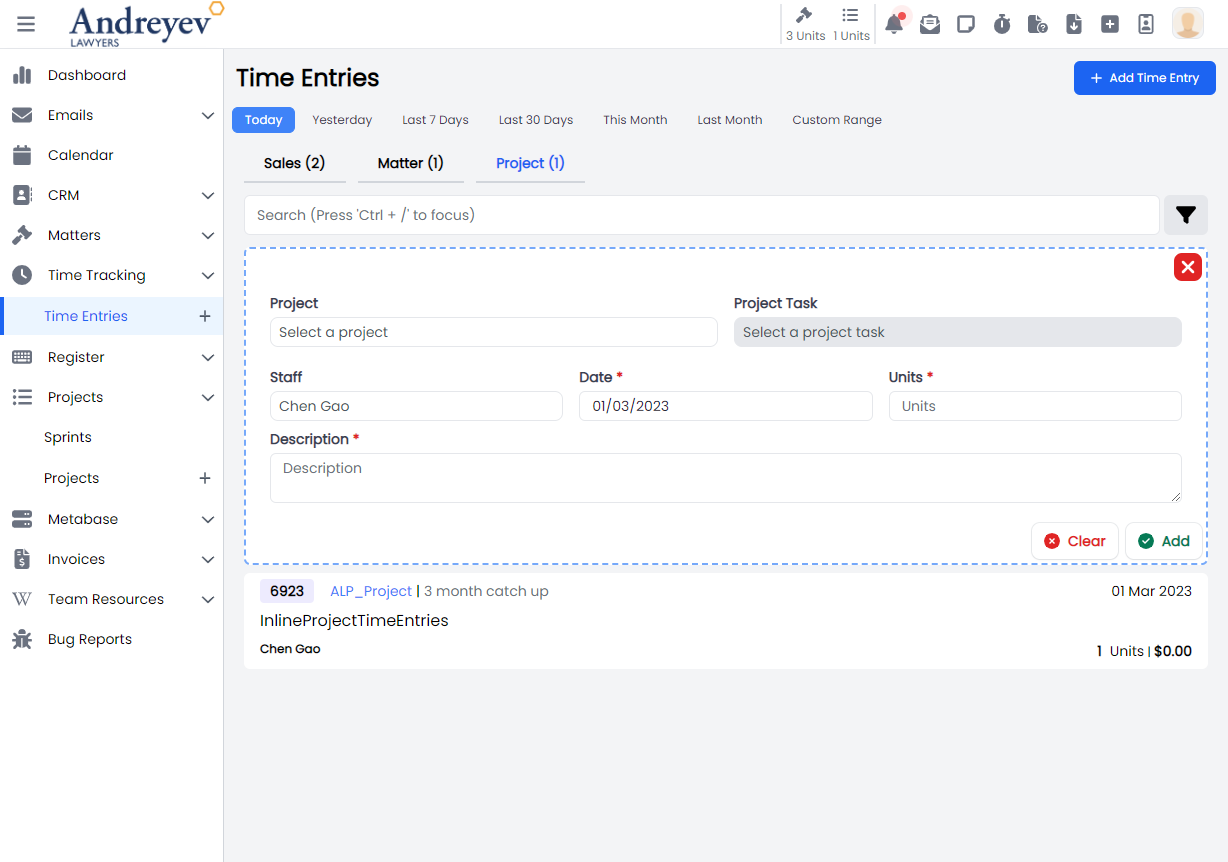 Andreyev
LAWYERS
3 Units 1 Units
Dashboard
Emails
Calendar
CRM
Matters
Time Tracking
Time Entries
Register
Projects
Sprints
Projects
Metabase
Invoices
Team Resources
Bug Reports
Time Entries
+ Add Time Entry
Today Yesterday Last 7 Days Last 30 Days This Month Last Month Custom Range
Sales (2) Matter (1) Project (1)
Search (Press 'Ctrl + /' to focus)
Project Project Task
Select a project Select a project task
Staff Date * Units *
Chen Gao 01/03/2023 Units
Description *
Description
Clear Add
6923 ALP_Project | 3 month catch up 01 Mar 2023
InlineProjectTimeEntries
Chen Gao 1 Units | $0.00